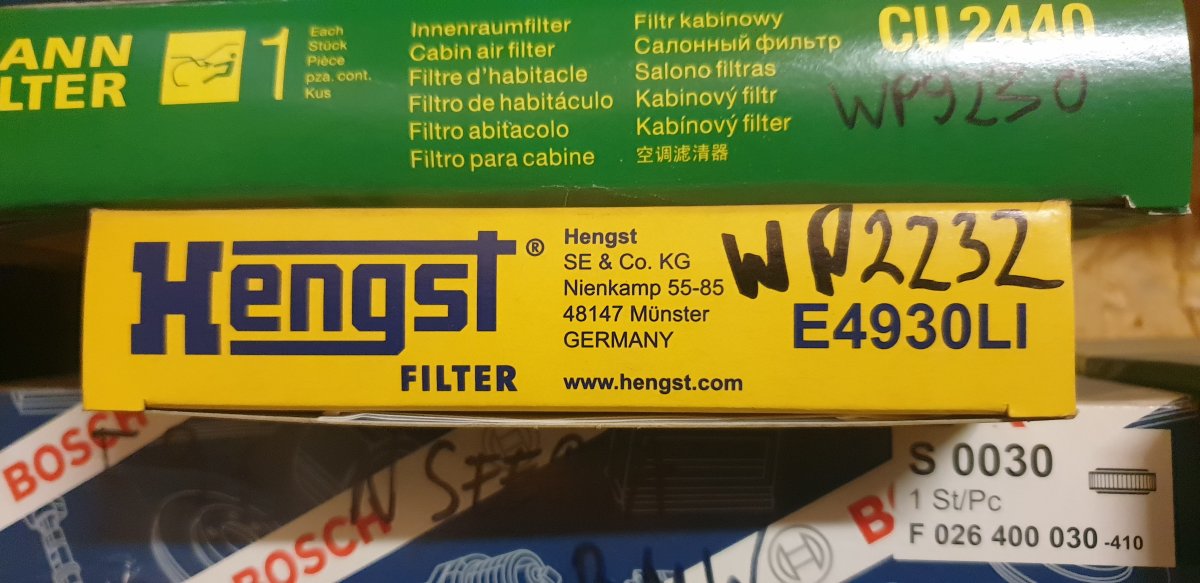 ANN
LTER
1
Each
Stück
Pièce
pza. cont.
Kus
Innenraumfilter
Cabin air filter
Filtre d'habitacle
Filtro de habitáculo
Filtro abitacolo
Filtro para cabine
Filtr kabinowy
Салонный фильтр
Salono filtras
Kabinový filtr
Kabínový filter
空调滤清器
CU 2440
WP9230
Hengst®
FILTER
Hengst
SE & Co. KG
Nienkamp 55-85
48147 Münster
GERMANY
www.hengst.com
WP2232
E4930LI
BOSCH
BOSCH
B
S 0030
1 St/Pc
F 026 400 030 -410